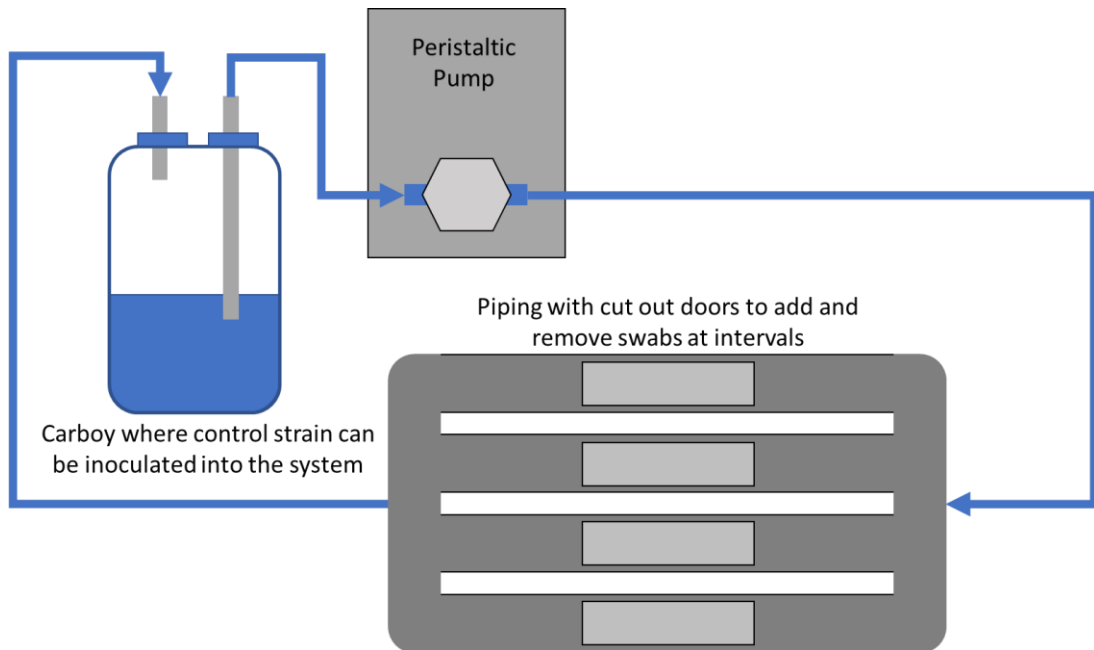 Peristaltic
Pump
Piping with cut out doors to add and
remove swabs at intervals
Carboy where control strain can
be inoculated into the system